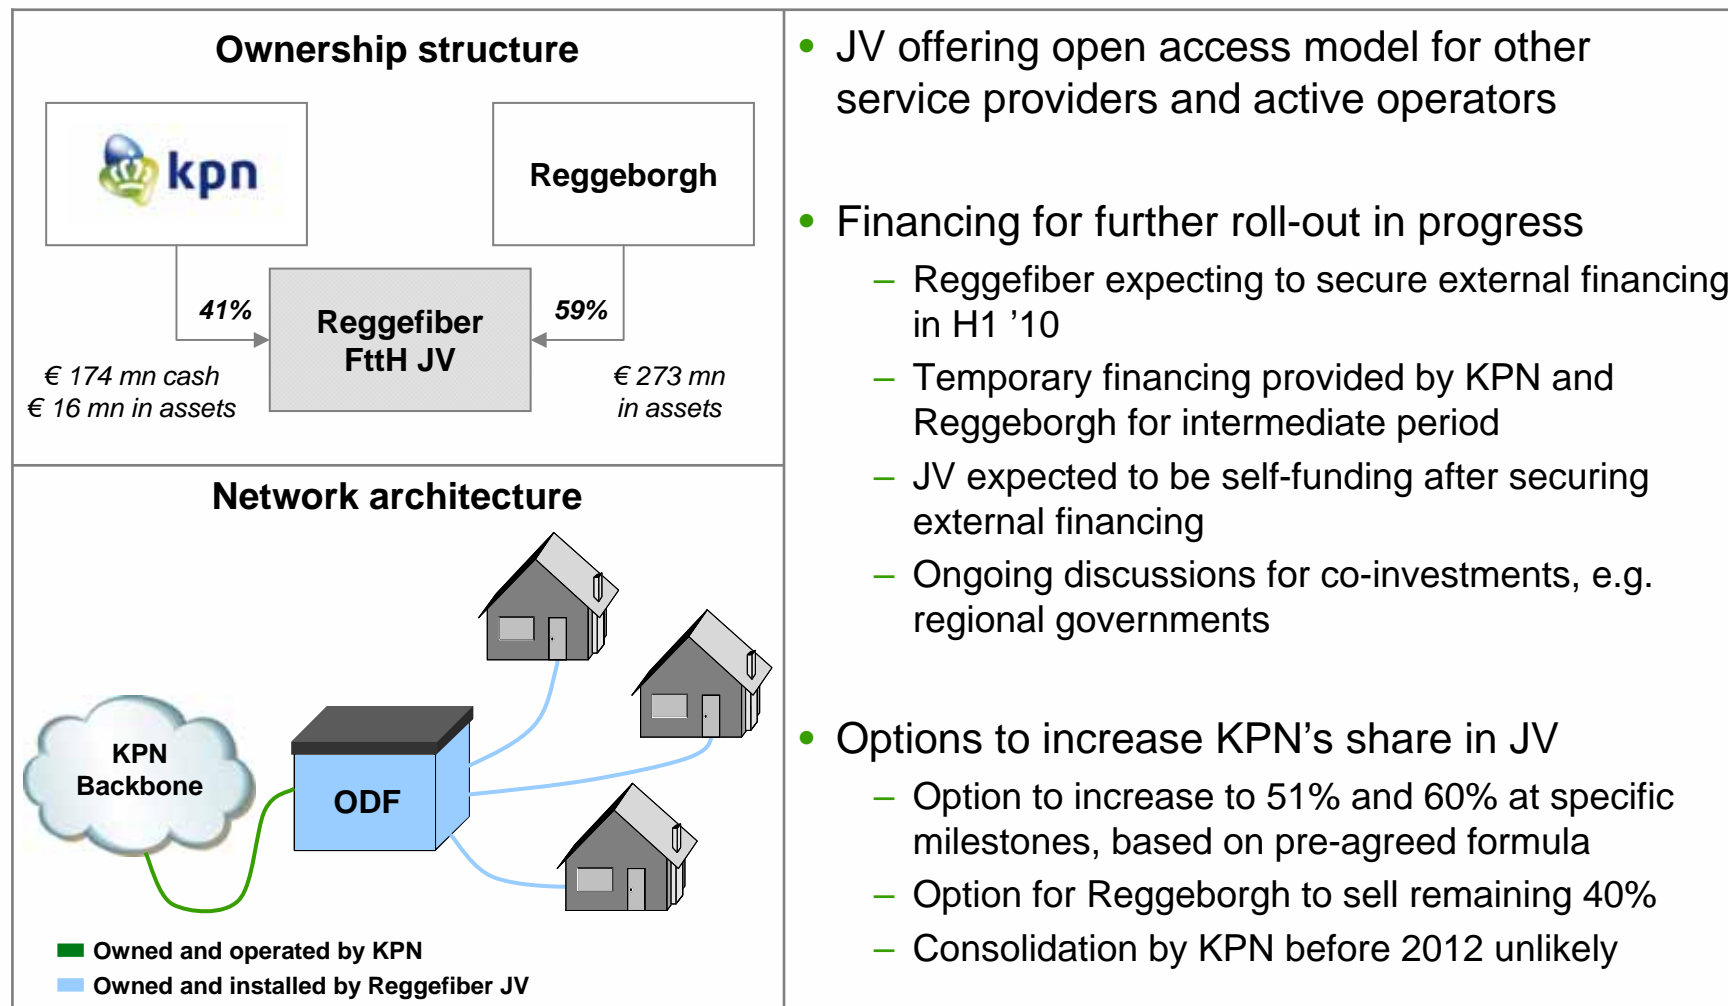 Ownership structure
kpn
Reggeborgh
41%
59%
Reggefiber
FttH JV
€ 174 mn cash
€ 16 mn in assets
€ 273 mn
in assets
Network architecture
KPN
Backbone
ODF
Owned and operated by KPN
Owned and installed by Reggefiber JV
• JV offering open access model for other
service providers and active operators
• Financing for further roll-out in progress
– Reggefiber expecting to secure external financing
in H1 ’10
– Temporary financing provided by KPN and
Reggeborgh for intermediate period
– JV expected to be self-funding after securing
external financing
– Ongoing discussions for co-investments, e.g.
regional governments
• Options to increase KPN’s share in JV
– Option to increase to 51% and 60% at specific
milestones, based on pre-agreed formula
– Option for Reggeborgh to sell remaining 40%
– Consolidation by KPN before 2012 unlikely